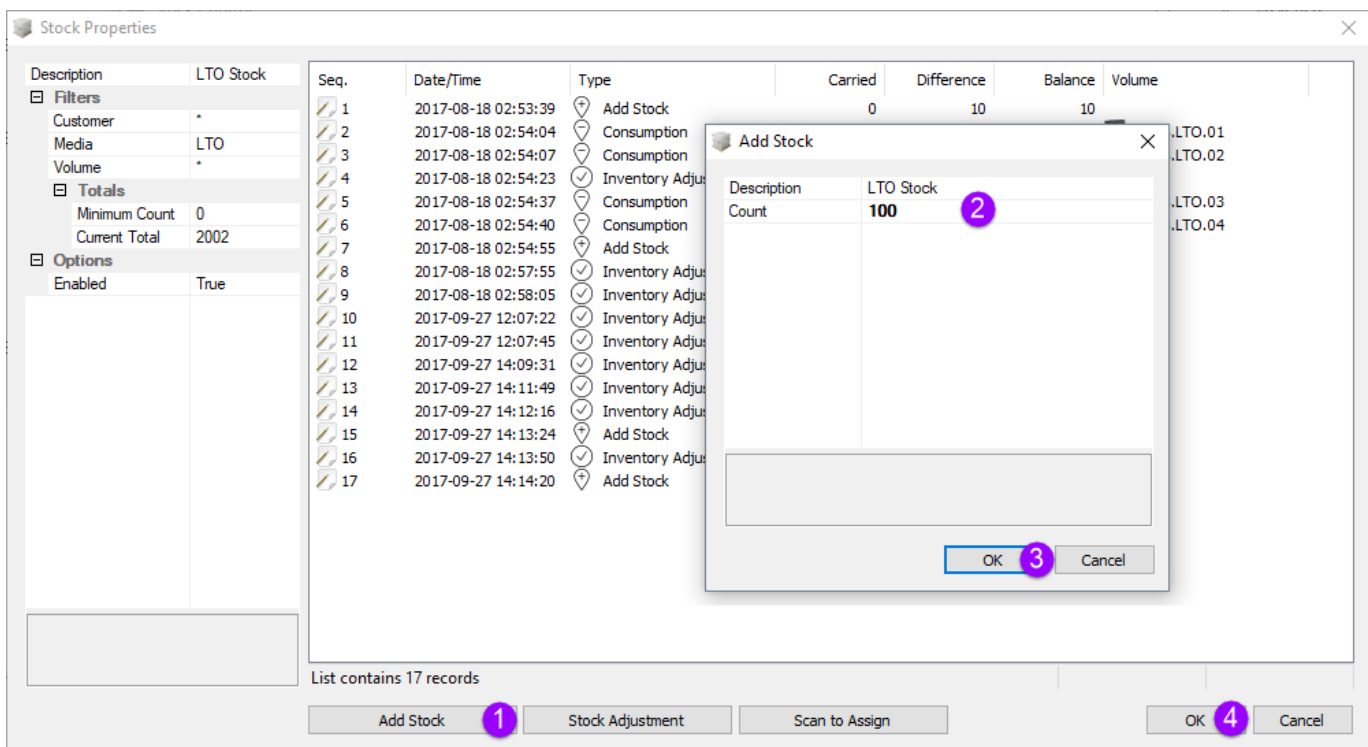 Stock Properties
Description LTO Stock
Filters
Customer *
Media LTO
Volume *
Totals
Minimum Count 0
Current Total 2002
Options
Enabled True
Seq. Date/Time Type Carried Difference Balance Volume
1 2017-08-18 02:53:39 Add Stock 0 10 10
2 2017-08-18 02:54:04 Consumption .LTO.01
3 2017-08-18 02:54:07 Consumption .LTO.02
4 2017-08-18 02:54:23 Inventory Adju
5 2017-08-18 02:54:37 Consumption .LTO.03
6 2017-08-18 02:54:40 Consumption .LTO.04
7 2017-08-18 02:54:55 Add Stock
8 2017-08-18 02:57:55 Inventory Adju
9 2017-08-18 02:58:05 Inventory Adju
10 2017-09-27 12:07:22 Inventory Adju
11 2017-09-27 12:07:45 Inventory Adju
12 2017-09-27 14:09:31 Inventory Adju
13 2017-09-27 14:11:49 Inventory Adju
14 2017-09-27 14:12:16 Inventory Adju
15 2017-09-27 14:13:24 Add Stock
16 2017-09-27 14:13:50 Inventory Adju
17 2017-09-27 14:14:20 Add Stock
Add Stock
Description LTO Stock
Count 100 2
OK 3 Cancel
List contains 17 records
Add Stock 1 Stock Adjustment Scan to Assign OK 4 Cancel